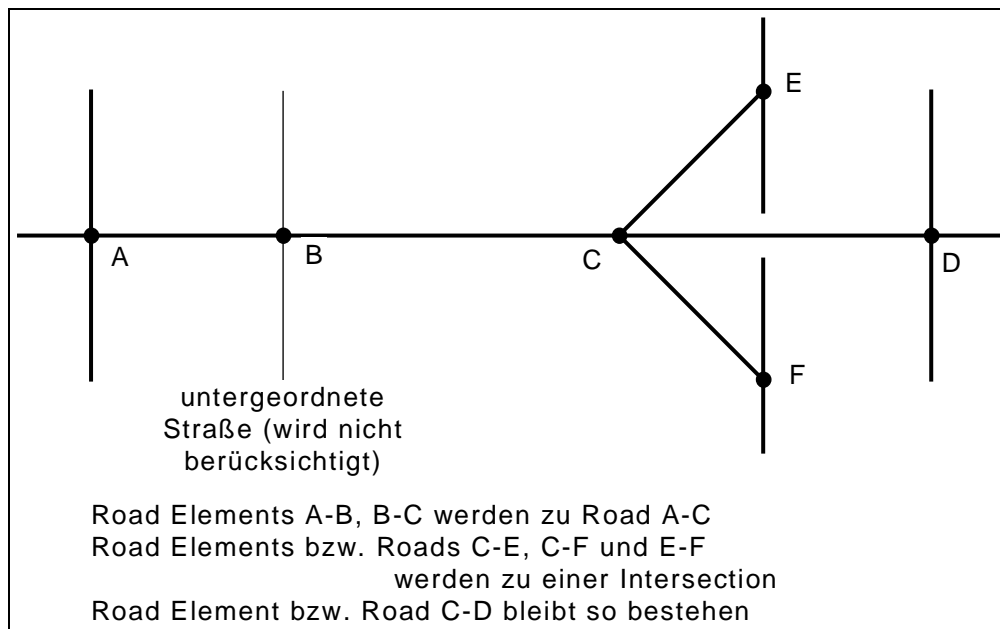 E
A
B
C
D
F
untergeordnete
Straße (wird nicht
berücksichtigt)
Road Elements A-B, B-C werden zu Road A-C
Road Elements bzw. Roads C-E, C-F und E-F
werden zu einer Intersection
Road Element bzw. Road C-D bleibt so bestehen